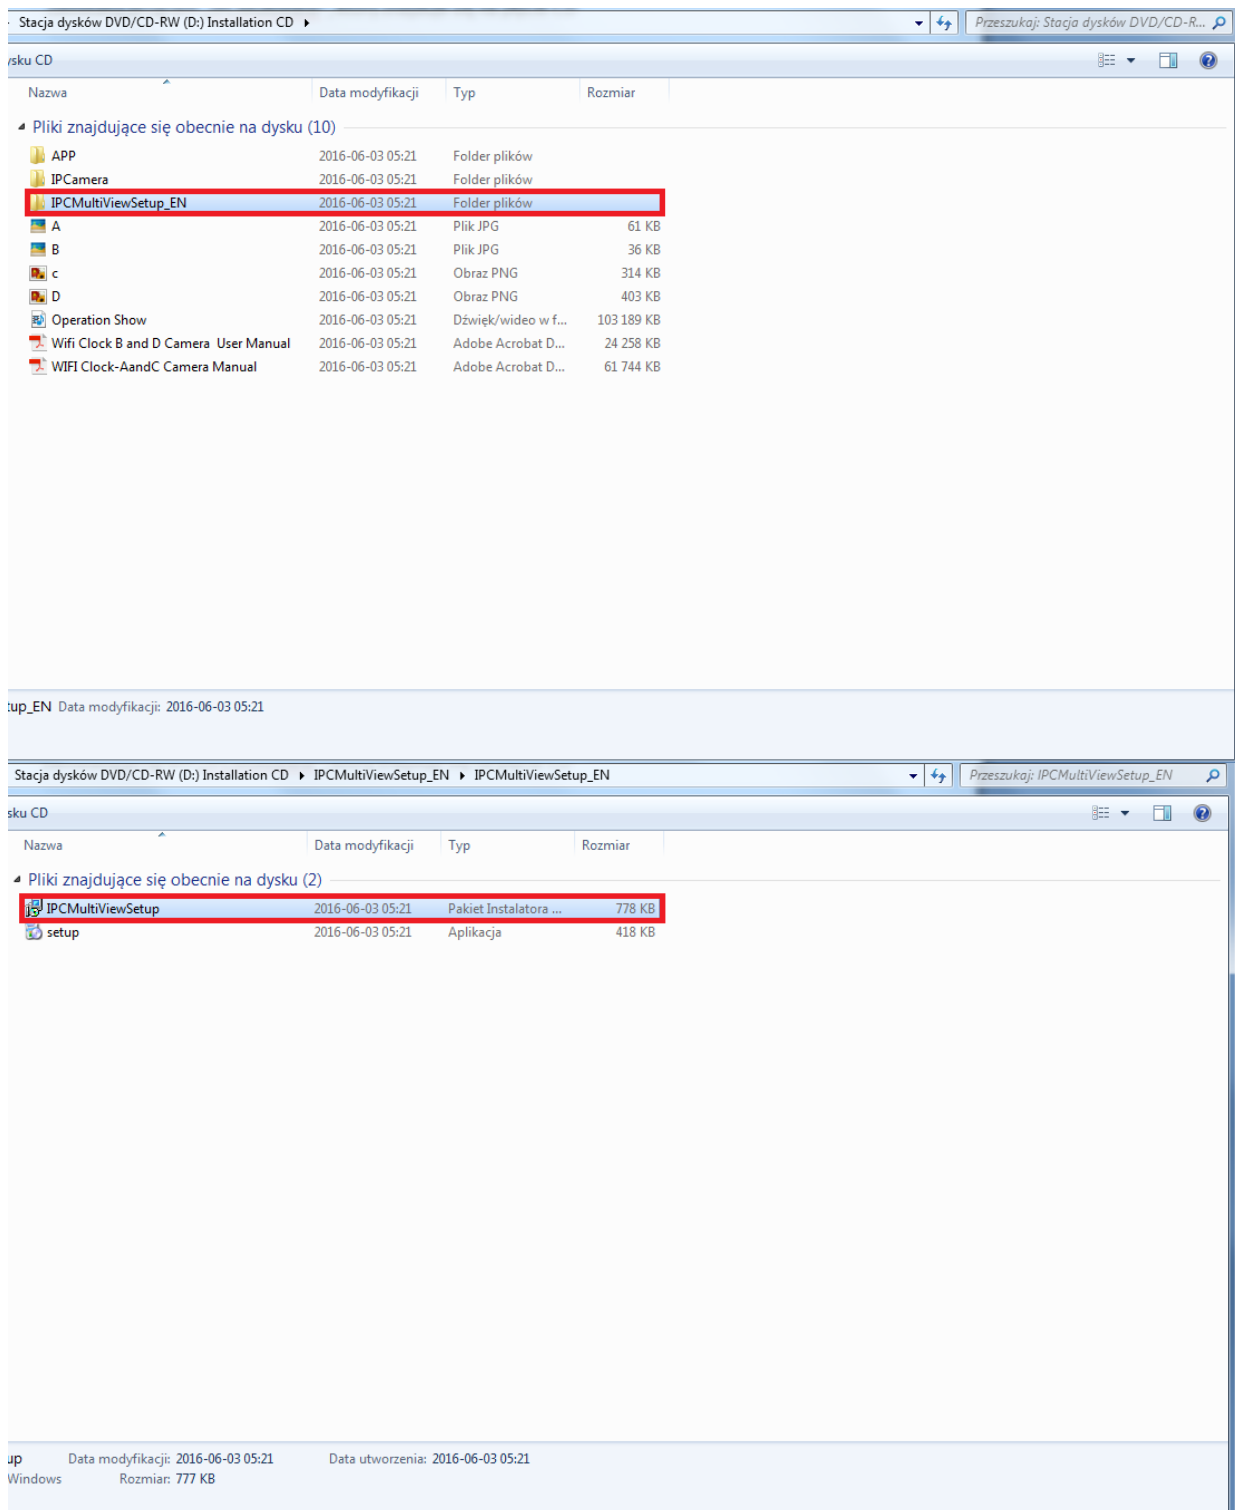 Stacja dysków DVD/CD-RW (D:) Installation CD
Przeszukaj: Stacja dysków DVD/CD-R...
ysku CD
Nazwa Data modyfikacji Typ Rozmiar
Pliki znajdujące się obecnie na dysku (10)
APP 2016-06-03 05:21 Folder plików
IPCamera 2016-06-03 05:21 Folder plików
IPCMultiViewSetup_EN 2016-06-03 05:21 Folder plików
A 2016-06-03 05:21 Plik JPG 61 KB
B 2016-06-03 05:21 Plik JPG 36 KB
c 2016-06-03 05:21 Obraz PNG 314 KB
D 2016-06-03 05:21 Obraz PNG 403 KB
Operation Show 2016-06-03 05:21 Dźwięk/wideo w f... 103 189 KB
Wifi Clock B and D Camera User Manual 2016-06-03 05:21 Adobe Acrobat D... 24 258 KB
WIFI Clock-AandC Camera Manual 2016-06-03 05:21 Adobe Acrobat D... 61 744 KB
tup_EN Data modyfikacji: 2016-06-03 05:21
Stacja dysków DVD/CD-RW (D:) Installation CD IPCMultiViewSetup_EN IPCMultiViewSetup_EN
Przeszukaj: IPCMultiViewSetup_EN
sku CD
Nazwa Data modyfikacji Typ Rozmiar
Pliki znajdujące się obecnie na dysku (2)
IPCMultiViewSetup 2016-06-03 05:21 Pakiet Instalatora ... 778 KB
setup 2016-06-03 05:21 Aplikacja 418 KB
up Data modyfikacji: 2016-06-03 05:21 Data utworzenia: 2016-06-03 05:21
Windows Rozmiar: 777 KB